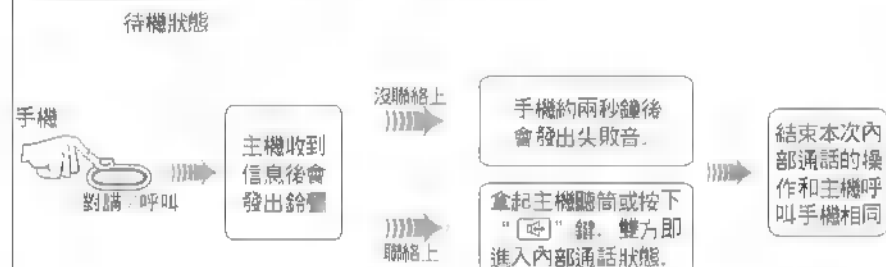 待機狀態
手機
對講/呼叫
主機收到
信息後會
發出鈴聲
沒聯絡上
手機約兩秒鐘後
會發出失敗音.
聯絡上
拿起主機聽筒或按下
" " 鍵. 雙方即
進入內部通話狀態.
結束本次內
部通話的操
作和主機呼
叫手機相同